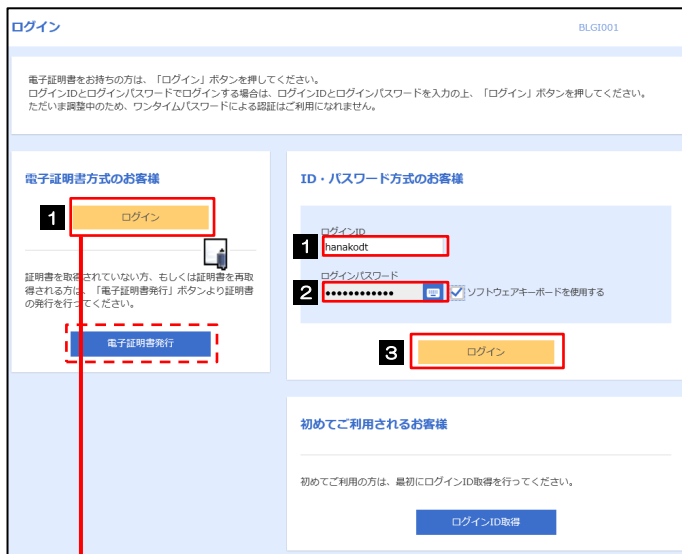 ログイン
BLGI001
電子証明書をお持ちの方は、「ログイン」ボタンを押してください。
ログインIDとログインパスワードでログインする場合は、ログインIDとログインパスワードを入力の上、「ログイン」ボタンを押してください。
ただいま調整中のため、ワンタイムパスワードによる認証はご利用になれません。
電子証明書方式のお客様
1
ログイン
証明書を取得されていない方、もしくは証明書を再取
得される方は、「電子証明書発行」ボタンより証明書
の発行を行ってください。
電子証明書発行
ID・パスワード方式のお客様
ログインID
1
hanakodt
ログインパスワード
2
••••••••••••
ソフトウェアキーボードを使用する
3
ログイン
初めてご利用されるお客様
初めてご利用の方は、最初にログインID取得を行ってください。
ログインID取得